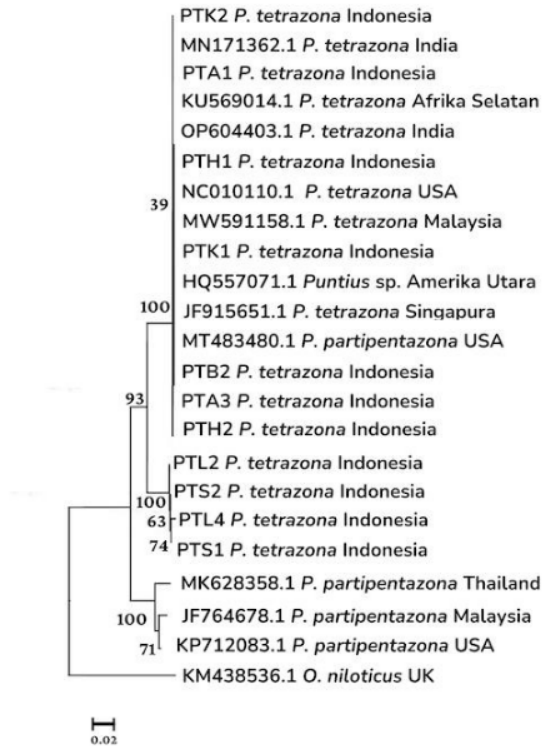 PTK2 P. tetrazona Indonesia
MN171362.1 P. tetrazona India
PTA1 P. tetrazona Indonesia
KU569014.1 P. tetrazona Afrika Selatan
OP604403.1 P. tetrazona India
PTH1 P. tetrazona Indonesia
NC010110.1 P. tetrazona USA
39
MW591158.1 P. tetrazona Malaysia
PTK1 P. tetrazona Indonesia
HQ557071.1 Puntius sp. Amerika Utara
100
JF915651.1 P. tetrazona Singapura
MT483480.1 P. partipentazona USA
PTB2 P. tetrazona Indonesia
93
PTA3 P. tetrazona Indonesia
PTH2 P. tetrazona Indonesia
PTL2 P. tetrazona Indonesia
PTS2 P. tetrazona Indonesia
100
PTL4 P. tetrazona Indonesia
63
PTS1 P. tetrazona Indonesia
74
MK628358.1 P. partipentazona Thailand
JF764678.1 P. partipentazona Malaysia
100
KP712083.1 P. partipentazona USA
71
KM438536.1 O. niloticus UK
0.02